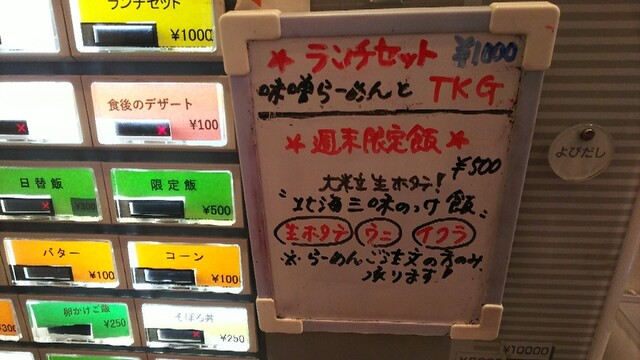 ランチセット
¥1000
食後のデザート
¥100
日替飯
限定飯
¥500
バター
¥100
コーン
¥100
卵かけご飯
¥250
そぼろ丼
¥250
★ランチセット ¥1000
味噌らーめんと TKG
★週末限定飯★
¥500
大粒生ホタテ!
"北海三味のっけ飯"
生ホタテ ウニ イクラ
※らーめんご注文の方のみ
承ります!
よびだし
¥10000